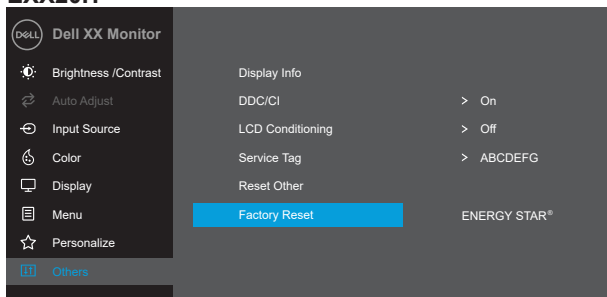 DELL Dell XX Monitor
Brightness /Contrast
Display Info
Auto Adjust
DDC/CI > On
Input Source
LCD Conditioning > Off
Color
Service Tag > ABCDEFG
Display
Reset Other
Menu
Factory Reset ENERGY STAR®
Personalize
Others